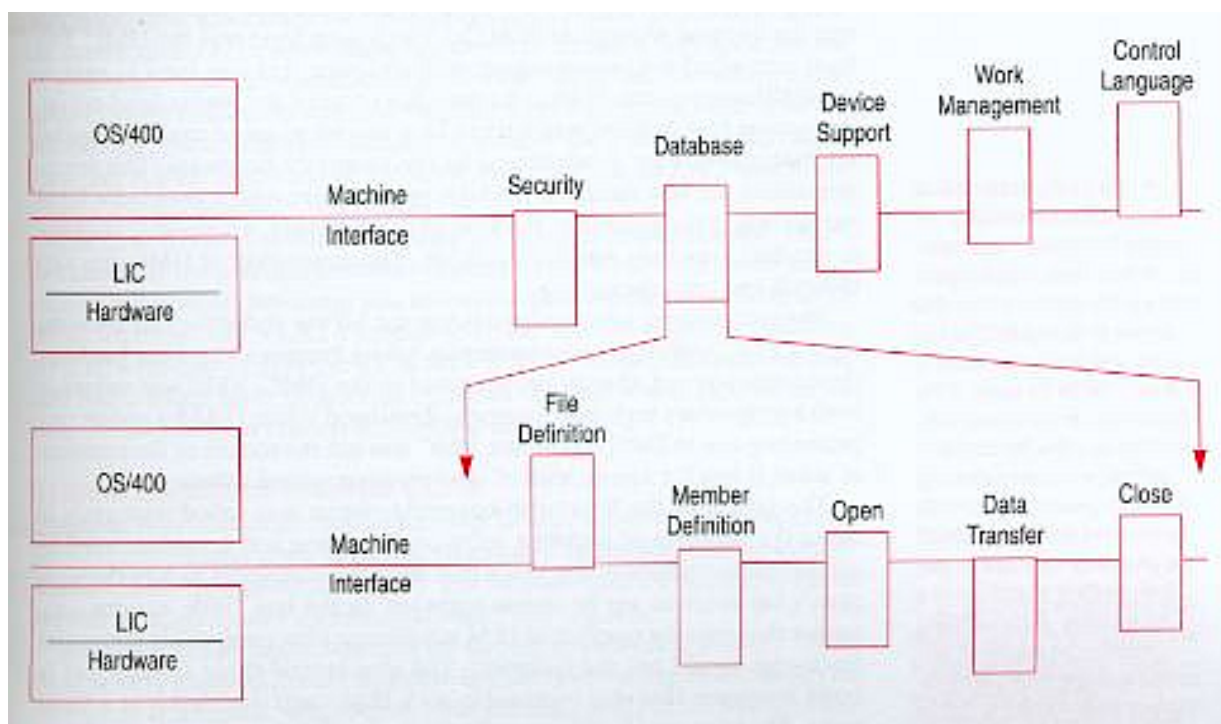 OS/400
Machine
Interface
LIC
Hardware
Security
Database
Device
Support
Work
Management
Control
Language
OS/400
Machine
Interface
LIC
Hardware
File
Definition
Member
Definition
Open
Data
Transfer
Close